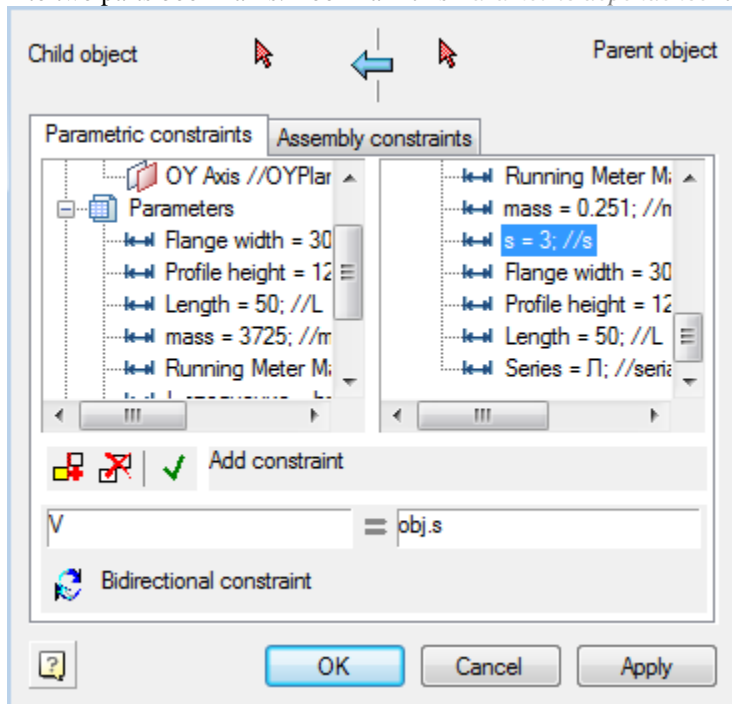 Child object
Parent object
Parametric constraints
Assembly constraints
OY Axis //OYPlar
Parameters
Flange width = 30
Profile height = 12
Length = 50; //L
mass = 3725; //m
Running Meter M
Running Meter M
mass = 0.251; //m
s = 3; //s
Flange width = 30
Profile height = 12
Length = 50; //L
Series = П; //seria
Add constraint
V = obj.s
Bidirectional constraint
?
OK
Cancel
Apply